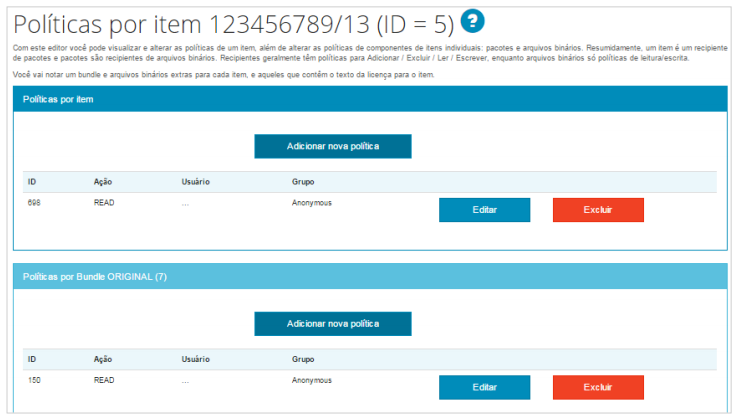 Políticas por item 123456789/13 (ID = 5) ?
Com este editor você pode visualizar e alterar as políticas de um item, além de alterar as políticas de componentes de itens individuais: pacotes e arquivos binários. Resumidamente, um item é um recipiente
de pacotes e pacotes são recipientes de arquivos binários. Recipientes geralmente têm políticas para Adicionar / Excluir / Ler / Escrever, enquanto arquivos binários só políticas de leitura/escrita.
Você vai notar um bundle e arquivos binários extras para cada item, e aqueles que contêm o texto da licença para o item.
Políticas por item
Adicionar nova política
ID Ação Usuário Grupo
698 READ ... Anonymous Editar Excluir
Políticas por Bundle ORIGINAL (7)
Adicionar nova política
ID Ação Usuário Grupo
150 READ ... Anonymous Editar Excluir